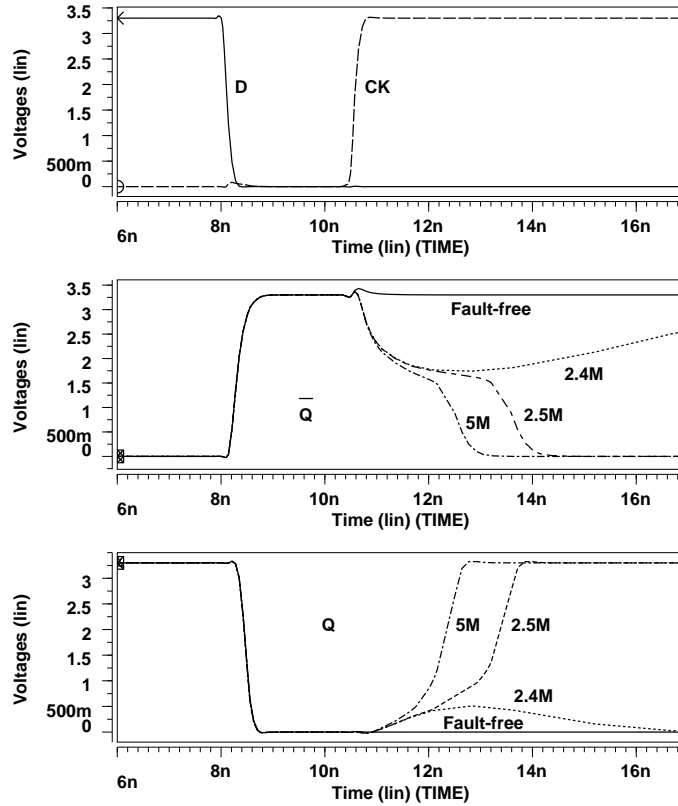 3.5
3
2.5
2
1.5
1
500m
0
Voltages (lin)
D
CK
6n
8n
10n
12n
14n
16n
Time (lin) (TIME)
3.5
3
2.5
2
1.5
1
500m
0
Voltages (lin)
Fault-free
2.4M
Q
5M
2.5M
6n
8n
10n
12n
14n
16n
Time (lin) (TIME)
3
2.5
2
1.5
1
500m
0
Voltages (lin)
Q
5M
2.5M
2.4M
Fault-free
6n
8n
10n
12n
14n
16n
Time (lin) (TIME)